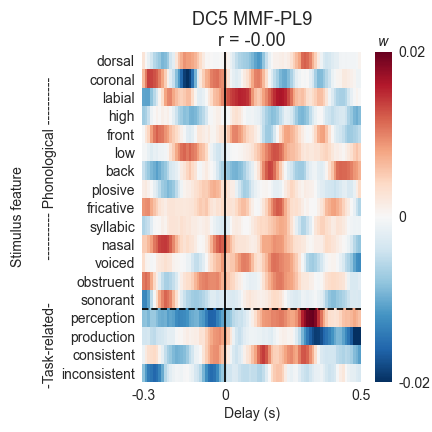 DC5 MMF-PL9
r = -0.00
w
dorsal
coronal
labial
high
front
low
back
plosive
fricative
syllabic
nasal
voiced
obstruent
sonorant
perception
production
consistent
inconsistent
Stimulus feature
-Task-related- ---------- Phonological ----------
0.02
0
-0.02
-0.3 0 0.5
Delay (s)